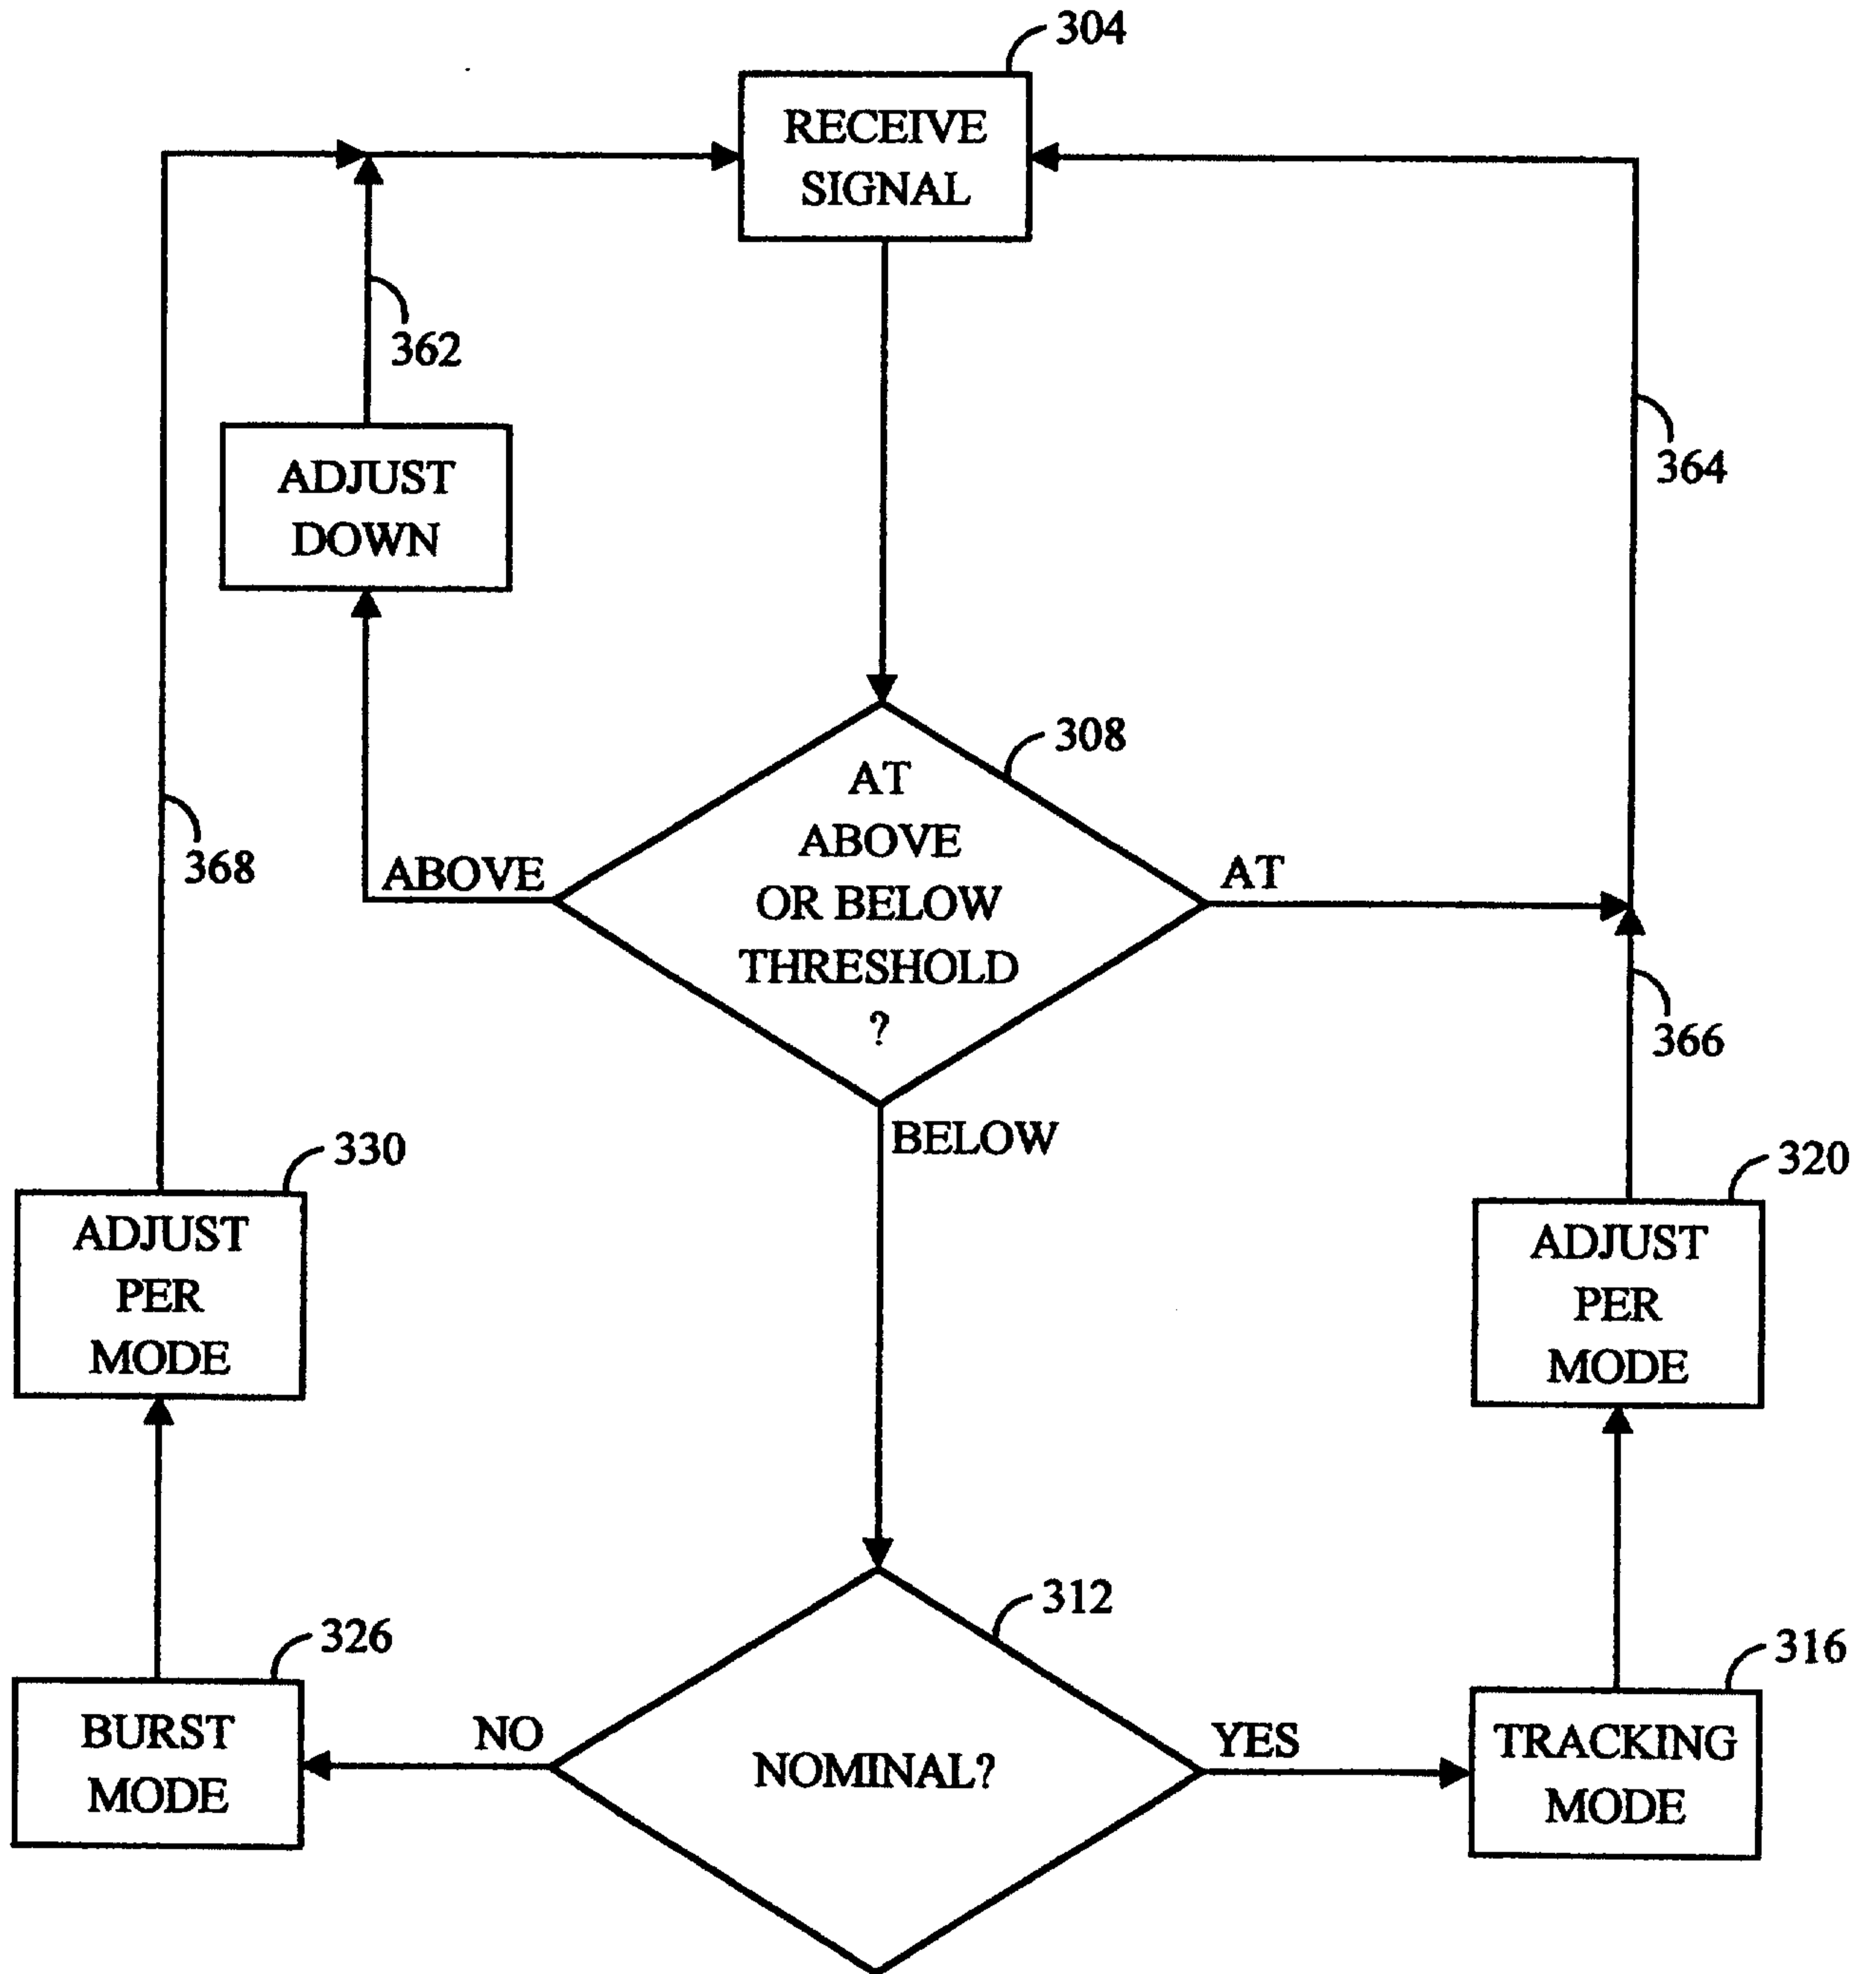 304
RECEIVE
SIGNAL
362
364
ADJUST
DOWN
308
AT
ABOVE
OR BELOW
THRESHOLD
?
368
ABOVE
AT
366
BELOW
330
320
ADJUST
PER
MODE
ADJUST
PER
MODE
312
326
316
BURST
MODE
NO
NOMINAL?
YES
TRACKING
MODE